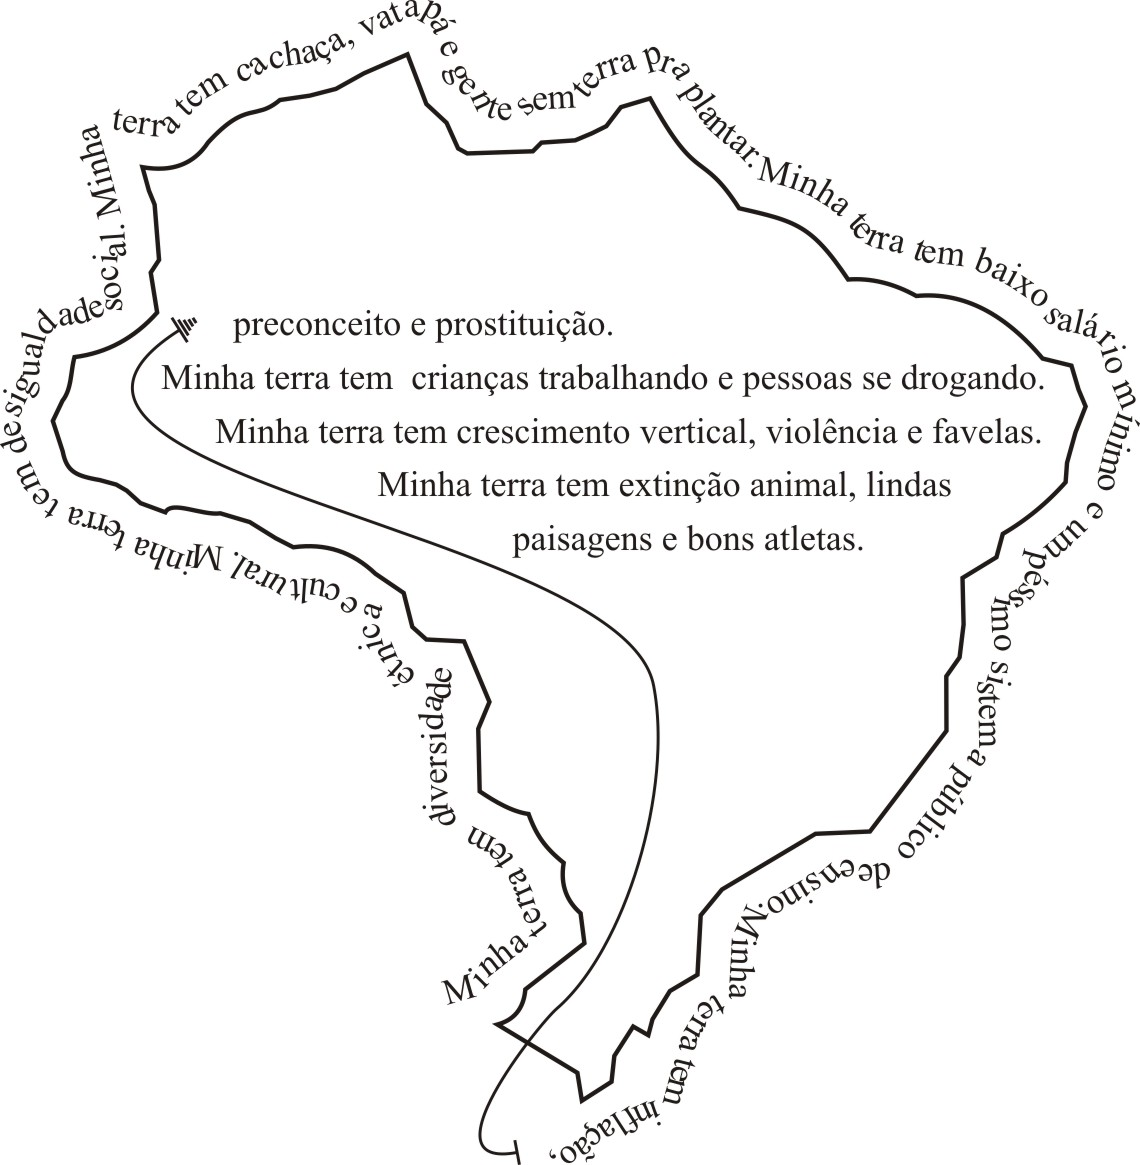 Minha terra tem diversidade étnica e cultural. Minha terra tem desigualdade social. Minha terra tem cachaça, vatapá e gente sem terra pra plantar. Minha terra tem baixo salário mínimo e um péssimo sistema público de ensino. Minha terra tem inflação,
preconceito e prostituição.
Minha terra tem crianças trabalhando e pessoas se drogando.
Minha terra tem crescimento vertical, violência e favelas.
Minha terra tem extinção animal, lindas
paisagens e bons atletas.